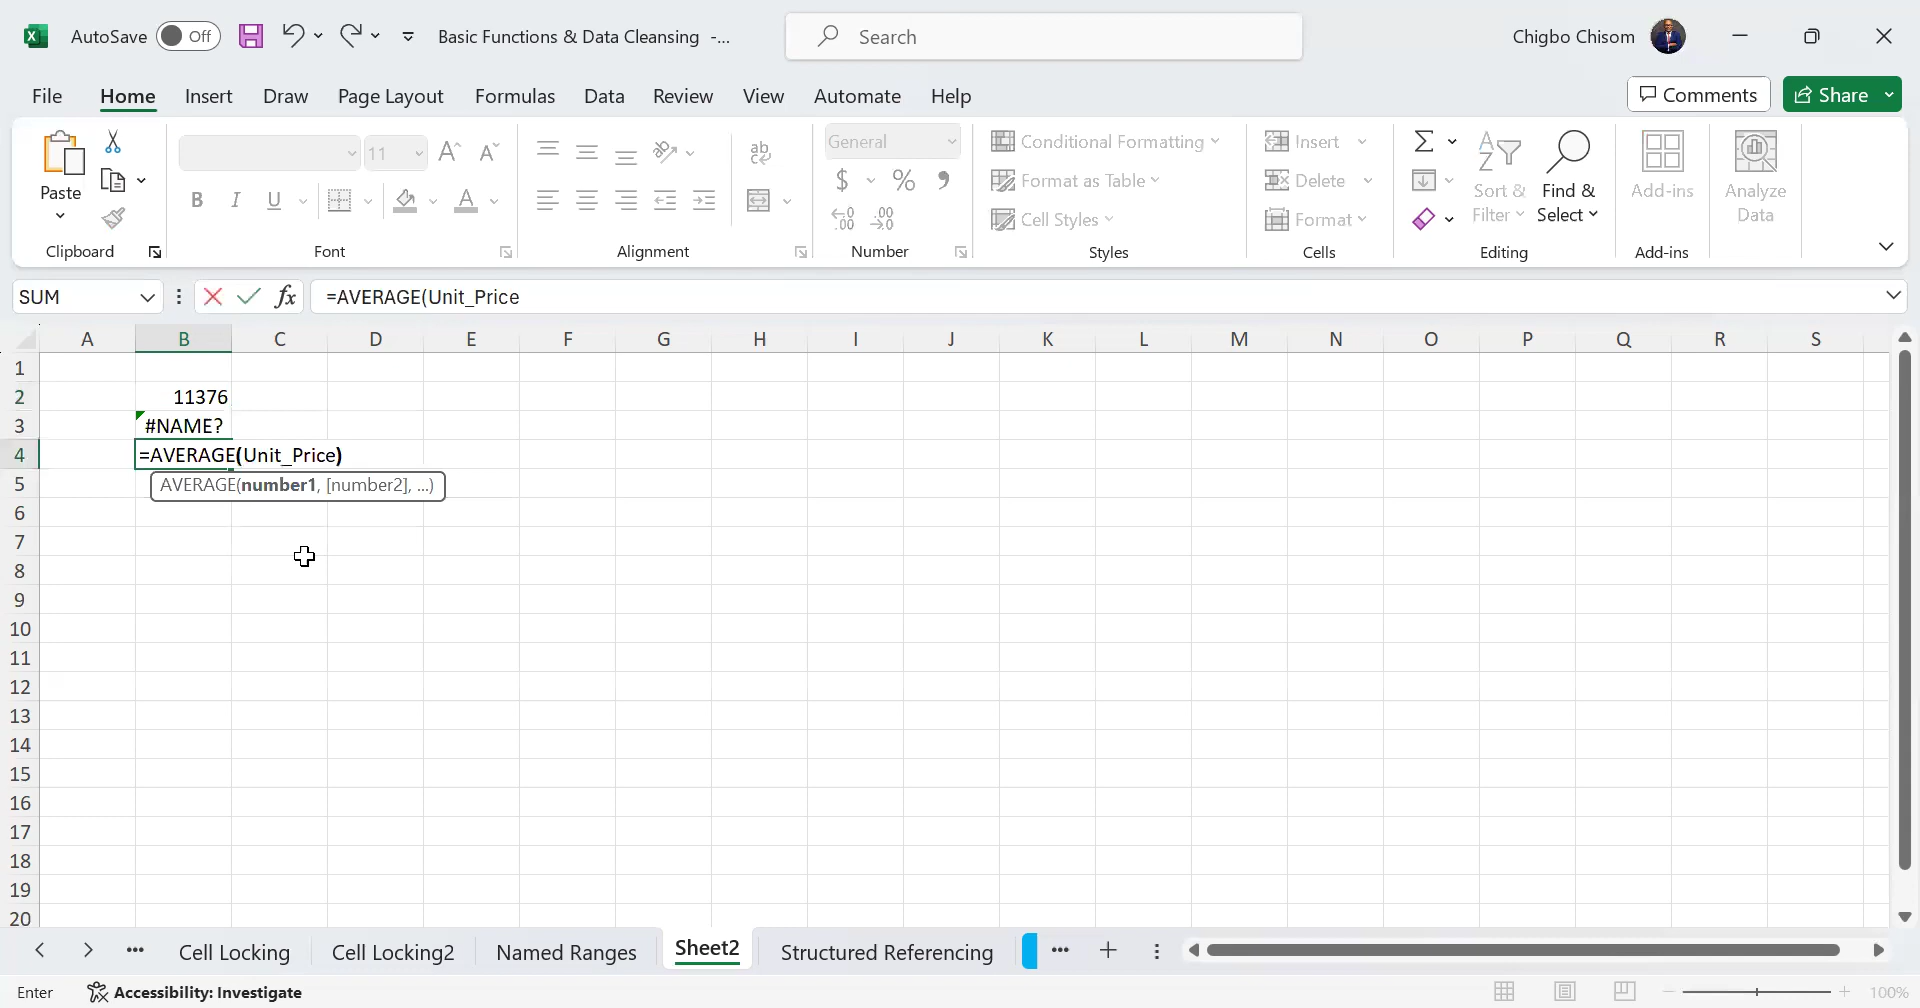 AutoSave Off Basic Functions & Data Cleansing -... Search Chigbo Chisom
File Home Insert Draw Page Layout Formulas Data Review View Automate Help Comments Share
Paste
Clipboard
11
Font
Alignment
General
Number
Conditional Formatting
Format as Table
Cell Styles
Styles
Insert
Delete
Format
Cells
Sort & Filter
Find & Select
Editing
Add-ins
Add-ins
Analyze Data
SUM fx =AVERAGE(Unit_Price
A B C D E F G H I J K L M N O P Q R S
1
2 11376
3 #NAME?
4 =AVERAGE(Unit_Price)
5 AVERAGE(number1, [number2], ...)
6
7
8
9
10
11
12
13
14
15
16
17
18
19
20
Cell Locking Cell Locking2 Named Ranges Sheet2 Structured Referencing
Enter Accessibility: Investigate 100%